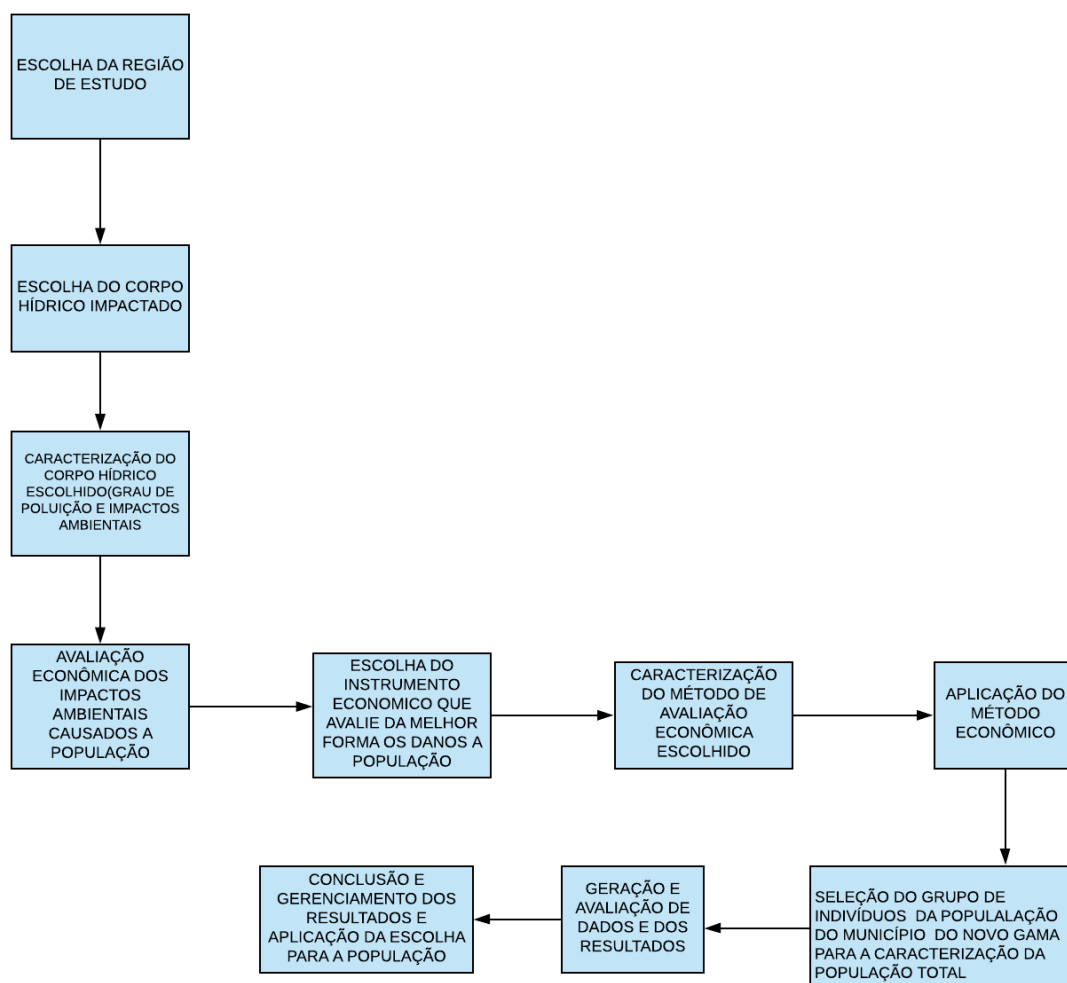 ESCOLHA DA REGIÃO
DE ESTUDO
ESCOLHA DO CORPO
HÍDRICO IMPACTADO
CARACTERIZAÇÃO DO
CORPO HÍDRICO
ESCOLHIDO(GRAU DE
POLUIÇÃO E IMPACTOS
AMBIENTAIS
AVALIAÇÃO
ECONÔMICA DOS
IMPACTOS
AMBIENTAIS
CAUSADOS A
POPULAÇÃO
ESCOLHA DO
INSTRUMENTO
ECONOMICO QUE
AVALIE DA MELHOR
FORMA OS DANOS A
POPULAÇÃO
CARACTERIZAÇÃO
DO MÉTODO DE
AVALIAÇÃO
ECONÔMICA
ESCOLHIDO
APLICAÇÃO DO
MÉTODO
ECONÔMICO
SELEÇÃO DO GRUPO DE
INDIVÍDUOS DA POPULALAÇÃO
DO MUNICÍPIO DO NOVO GAMA
PARA A CARACTERIZAÇÃO DA
POPULAÇÃO TOTAL
GERAÇÃO E
AVALIAÇÃO DE
DADOS E DOS
RESULTADOS
CONCLUSÃO E
GERENCIAMENTO DOS
RESULTADOS E
APLICAÇÃO DA ESCOLHA
PARA A POPULAÇÃO